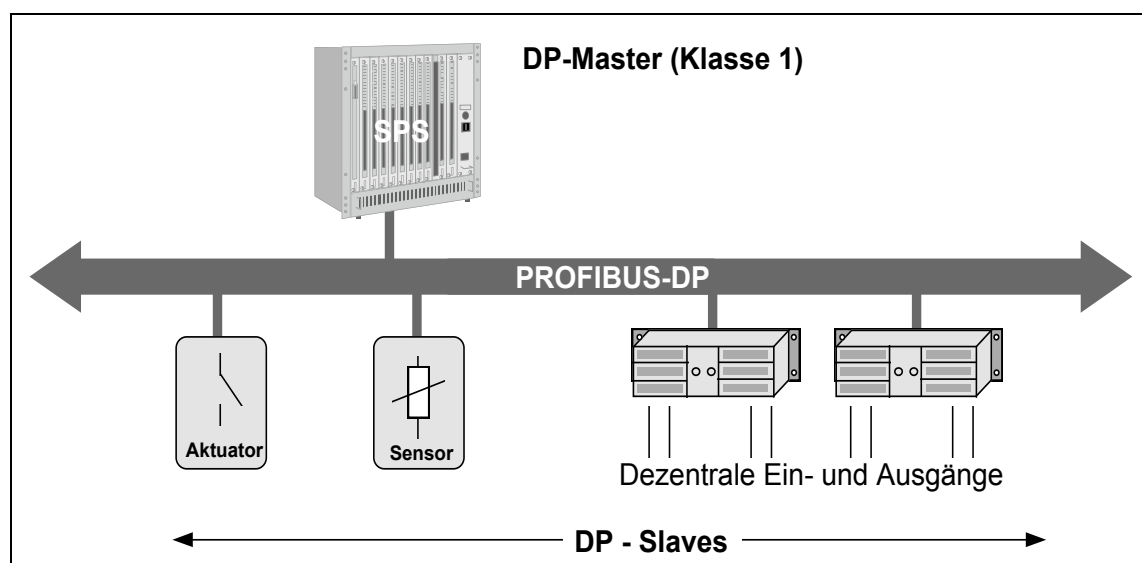 DP-Master (Klasse 1)
SPS
PROFIBUS-DP
Aktuator
Sensor
Dezentrale Ein- und Ausgänge
DP - Slaves